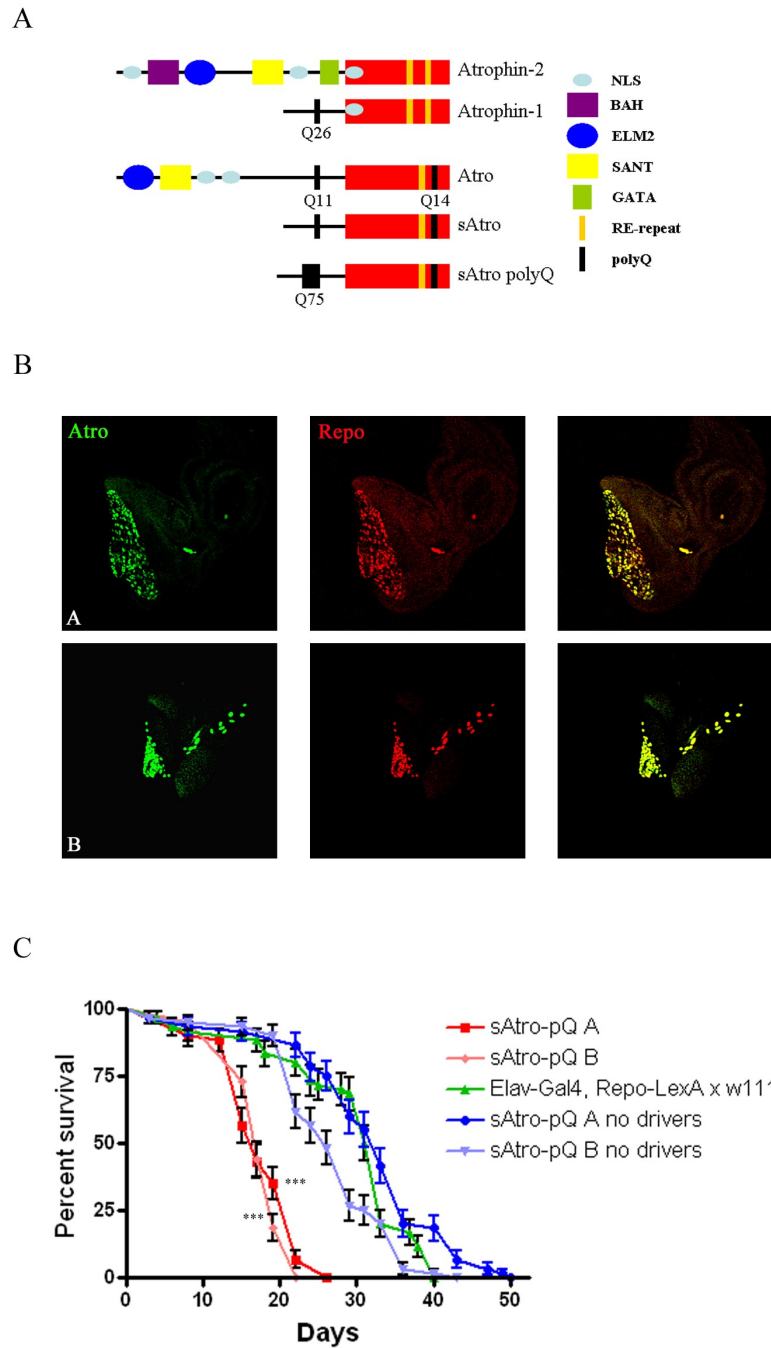 A
Atrophin-2
Atrophin-1
Q26
Atro
Q11
Q14
sAtro
sAtro polyQ
Q75
NLS
BAH
ELM2
SANT
GATA
RE-repeat
polyQ
B
Atro
Repo
A
B
C
Percent survival
100
75
50
25
0
0
10
20
30
40
50
Days
***
***
sAtro-pQ A
sAtro-pQ B
Elav-Gal4, Repo-LexA x w111
sAtro-pQ A no drivers
sAtro-pQ B no drivers